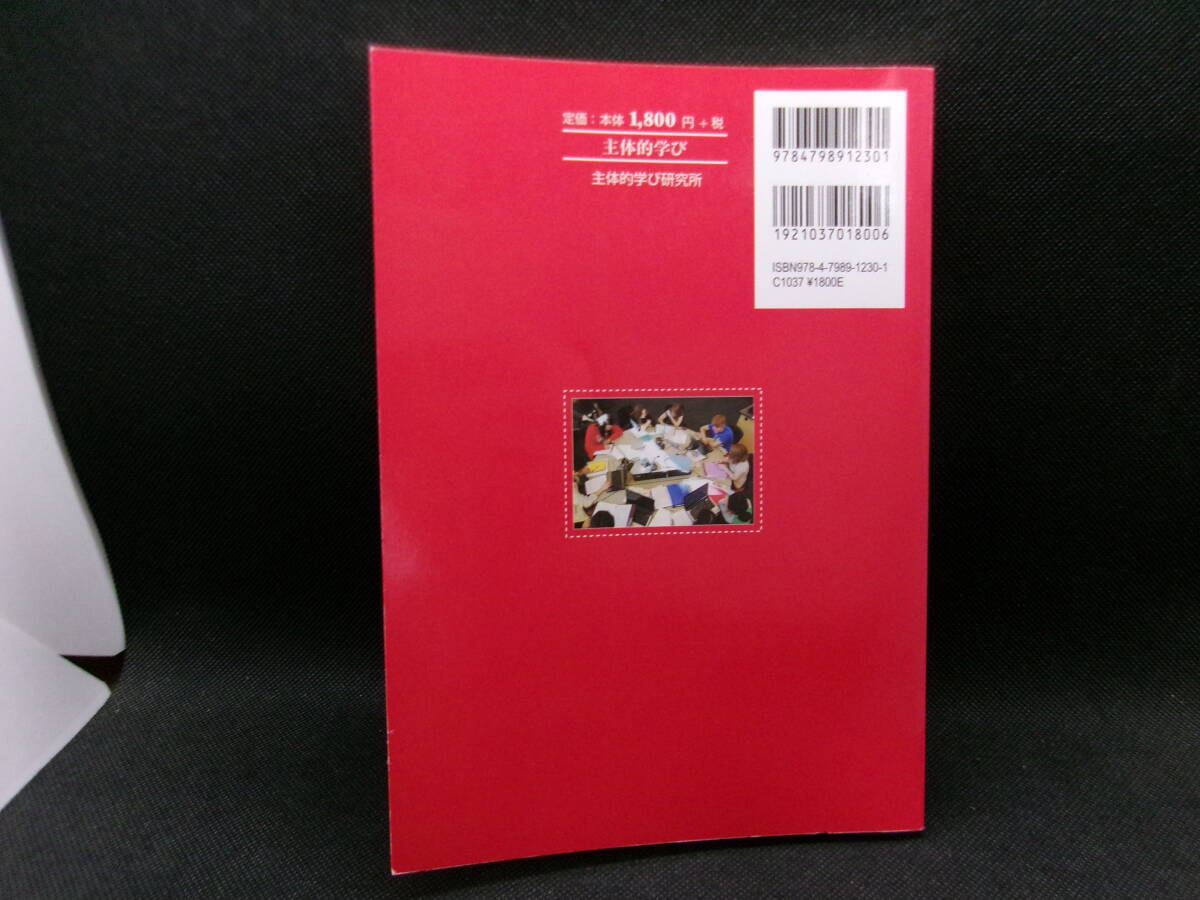 定価：本体 1,800 円 + 税
主体的学び
主体的学び研究所
9784798912301
1921037018006
ISBN978-4-7989-1230-1
C1037 ¥1800E